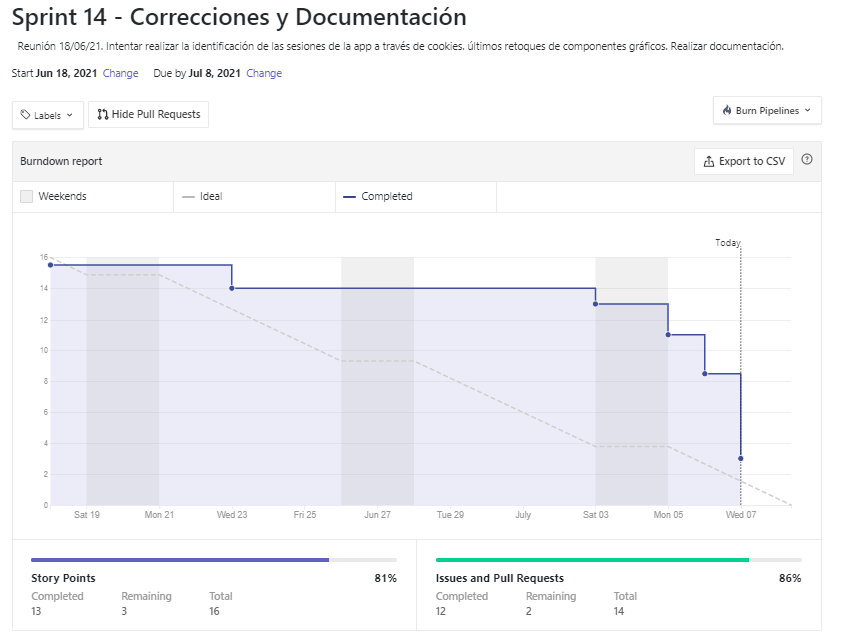 Sprint 14 - Correcciones y Documentación
Reunión 18/06/21. Intentar realizar la identificación de las sesiones de la app a través de cookies. últimos retoques de componentes gráficos. Realizar documentación.
Start Jun 18, 2021 Change Due by Jul 8, 2021 Change
Labels Hide Pull Requests Burn Pipelines
Burndown report Export to CSV
Weekends Ideal Completed
Today
16
14
12
10
8
6
4
2
0
Sat 19 Mon 21 Wed 23 Fri 25 Jun 27 Tue 29 July Sat 03 Mon 05 Wed 07
Story Points 81%
Completed Remaining Total
13 3 16
Issues and Pull Requests 86%
Completed Remaining Total
12 2 14